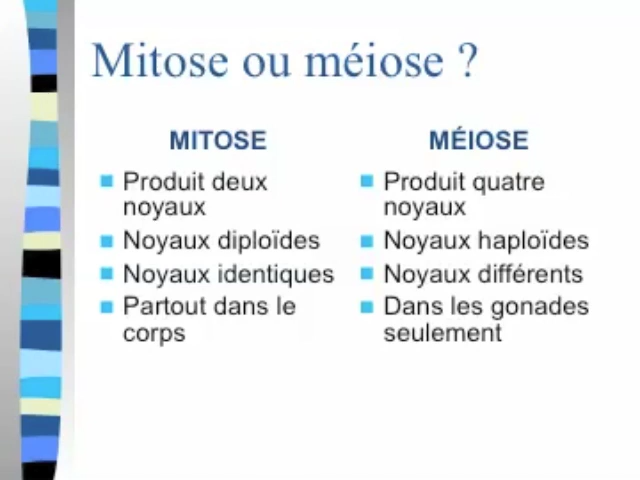 Mitose ou méiose ?
MITOSE
Produit deux
noyaux
Noyaux diploïdes
Noyaux identiques
Partout dans le
corps
MÉIOSE
Produit quatre
noyaux
Noyaux haploïdes
Noyaux différents
Dans les gonades
seulement